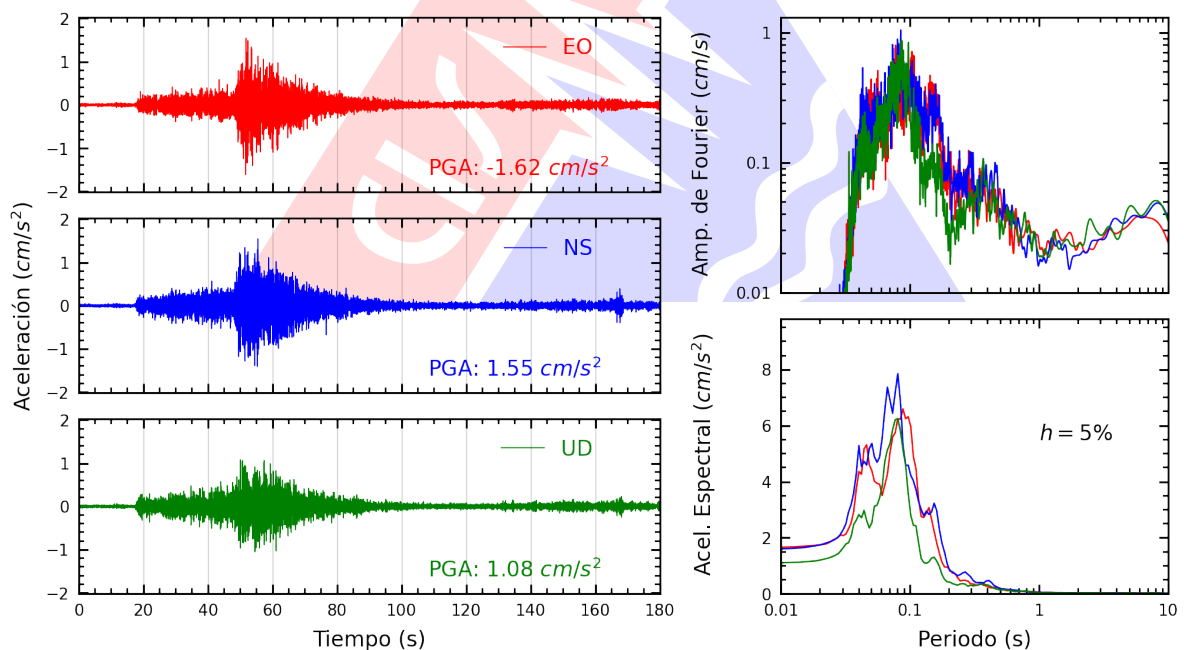 Aceleración (cm/s²)
2
1
0
−1
−2
EO
PGA: -1.62 cm/s²
2
1
0
−1
−2
NS
PGA: 1.55 cm/s²
2
1
0
−1
−2
UD
PGA: 1.08 cm/s²
0 20 40 60 80 100 120 140 160 180
Tiempo (s)
Amp. de Fourier (cm/s)
1
0.1
0.01
CIS
Acel. Espectral (cm/s²)
8
6
4
2
0
h = 5%
0.01 0.1 1 10
Periodo (s)